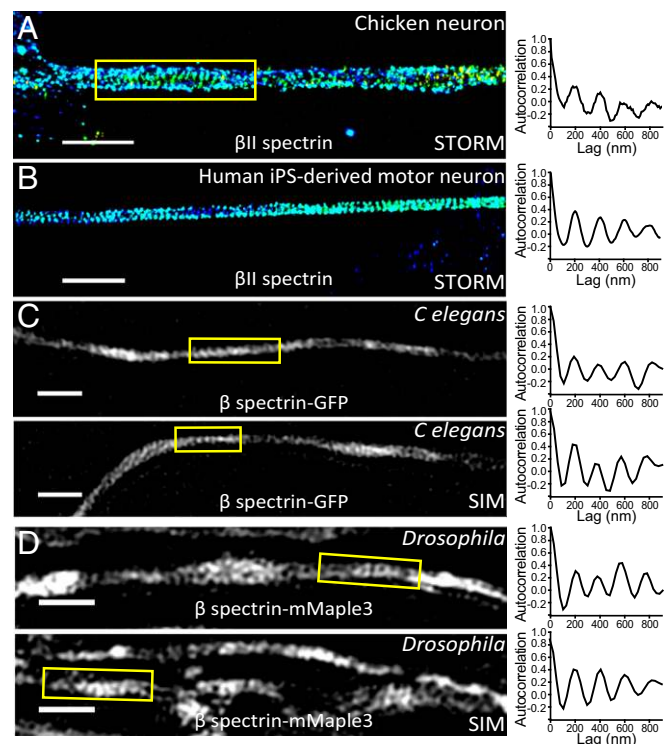 A
Chicken neuron
βII spectrin
STORM
Autocorrelation
1.0
0.8
0.6
0.4
0.2
0.0
-0.2
0 200 400 600 800
Lag (nm)
B
Human iPS-derived motor neuron
βII spectrin
STORM
Autocorrelation
1.0
0.8
0.6
0.4
0.2
0.0
-0.2
0 200 400 600 800
Lag (nm)
C
C elegans
β spectrin-GFP
Autocorrelation
1.0
0.8
0.6
0.4
0.2
0.0
-0.2
0 200 400 600 800
C elegans
β spectrin-GFP
SIM
Autocorrelation
1.0
0.8
0.6
0.4
0.2
0.0
-0.2
0 200 400 600 800
Lag (nm)
D
Drosophila
β spectrin-mMaple3
Autocorrelation
1.0
0.8
0.6
0.4
0.2
0.0
-0.2
0 200 400 600 800
Drosophila
β spectrin-mMaple3
SIM
Autocorrelation
1.0
0.8
0.6
0.4
0.2
0.0
-0.2
0 200 400 600 800
Lag (nm)